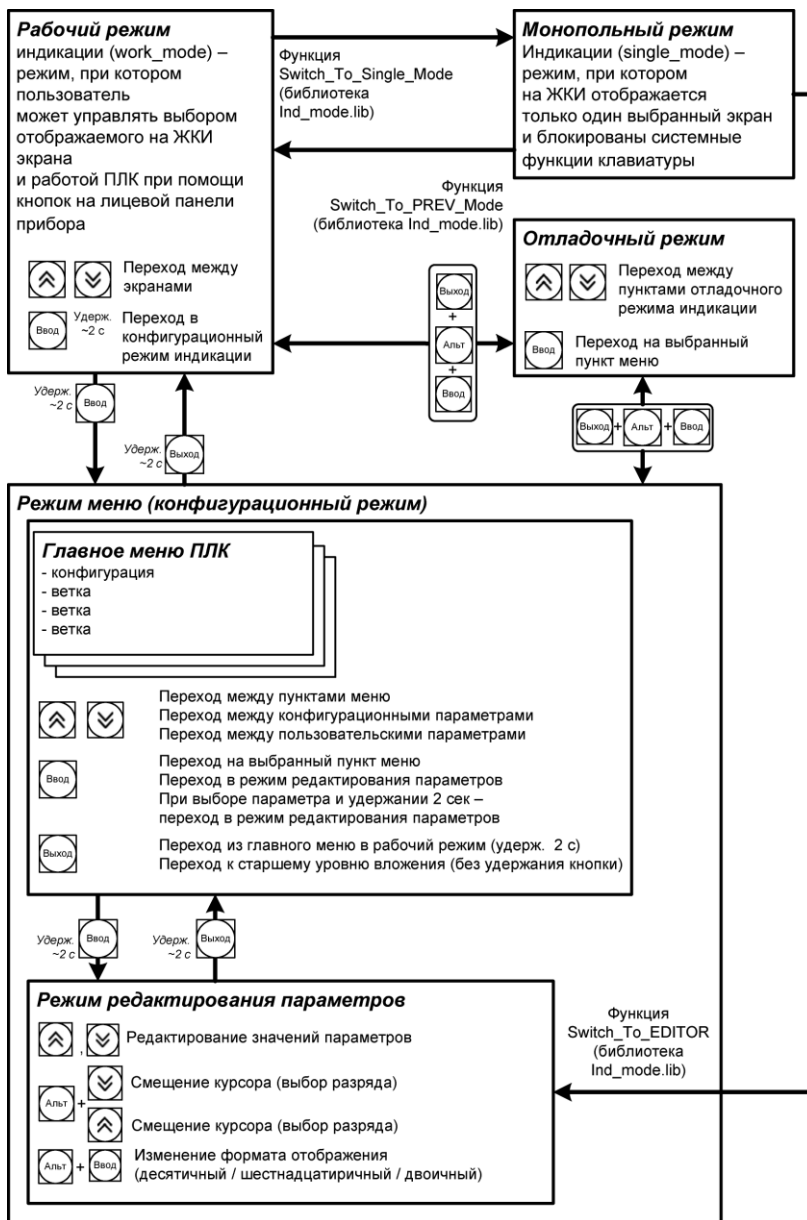 Рабочий режим
индикации (work_mode) –
режим, при котором
пользователь
может управлять выбором
отображаемого на ЖКИ
экрана
и работой ПЛК при помощи
кнопок на лицевой панели
прибора
Переход между
экранами
Ввод
Удерж.
~2 с
Переход в
конфигурационный
режим индикации
Функция
Switch_To_Single_Mode
(библиотека
Ind_mode.lib)
Монопольный режим
Индикации (single_mode) –
режим, при котором
на ЖКИ отображается
только один выбранный экран
и блокированы системные
функции клавиатуры
Функция
Switch_To_PREV_Mode
(библиотека Ind_mode.lib)
Выход
+
Альт
+
Ввод
Отладочный режим
Переход между
пунктами отладочного
режима индикации
Ввод
Переход на выбранный
пункт меню
Удерж.
~2 с
Ввод
Удерж.
~2 с
Выход
Выход + Альт + Ввод
Режим меню (конфигурационный режим)
Главное меню ПЛК
- конфигурация
- ветка
- ветка
- ветка
Переход между пунктами меню
Переход между конфигурационными параметрами
Переход между пользовательскими параметрами
Ввод
Переход на выбранный пункт меню
Переход в режим редактирования параметров
При выборе параметра и удержании 2 сек –
переход в режим редактирования параметров
Выход
Переход из главного меню в рабочий режим (удерж. 2 с)
Переход к старшему уровню вложения (без удержания кнопки)
Удерж.
~2 с
Ввод
Удерж.
~2 с
Выход
Режим редактирования параметров
, Редактирование значений параметров
Альт +
Смещение курсора (выбор разряда)
Смещение курсора (выбор разряда)
Альт + Ввод
Изменение формата отображения
(десятичный / шестнадцатиричный / двоичный)
Функция
Switch_To_EDITOR
(библиотека
Ind_mode.lib)